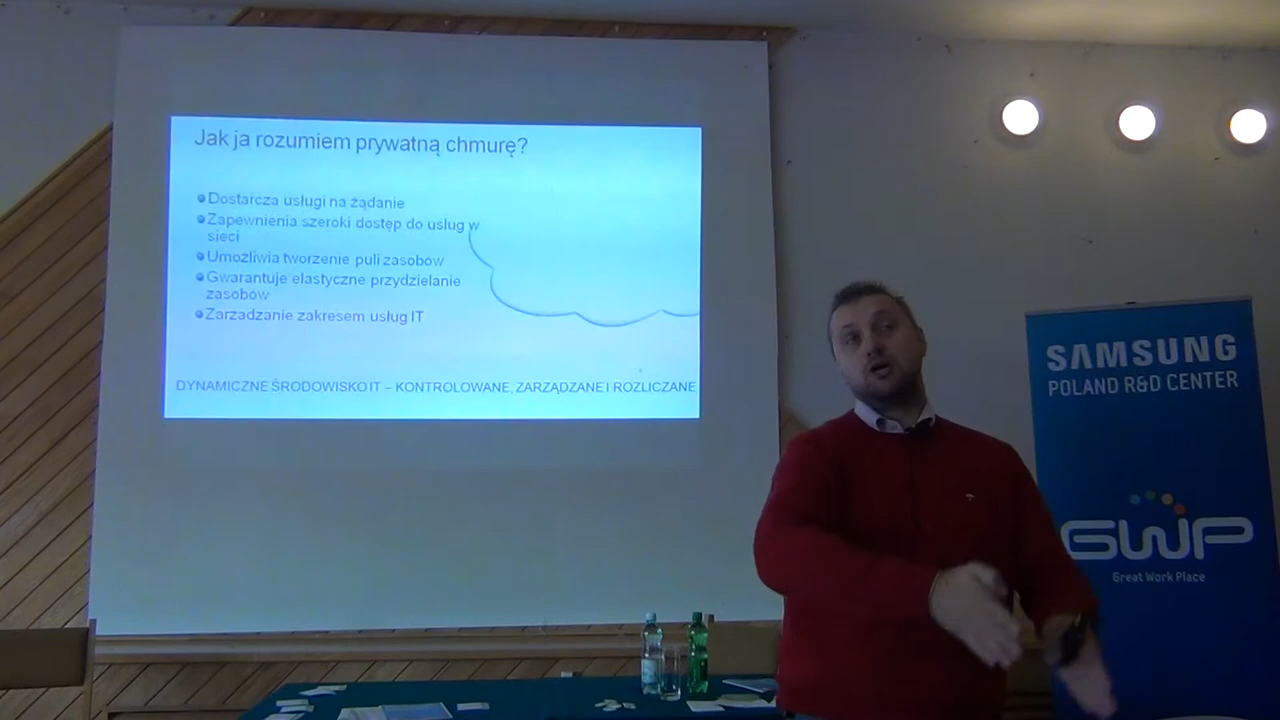 Jak ja rozumiem prywatną chmurę?
Dostarcza usługi na żądanie
Zapewnienia szeroki dostęp do usług w
sieci
Umożliwia tworzenie puli zasobów
Gwarantuje elastyczne przydzielanie
zasobów
Zarzadzanie zakresem usług IT
DYNAMICZNE ŚRODOWISKO IT – KONTROLOWANE, ZARZĄDZANE I ROZLICZANE
SAMSUNG
POLAND R&D CENTER
GWP
Great Work Place